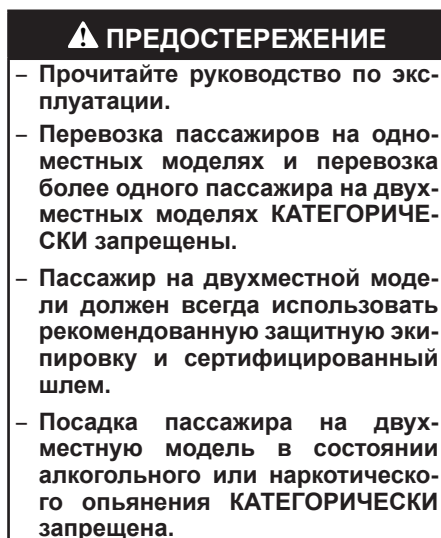 ПРЕДОСТЕРЕЖЕНИЕ
– Прочитайте руководство по экс-
плуатации.
– Перевозка пассажиров на одно-
местных моделях и перевозка
более одного пассажира на двух-
местных моделях КАТЕГОРИЧЕ-
СКИ запрещены.
– Пассажир на двухместной моде-
ли должен всегда использовать
рекомендованную защитную эки-
пировку и сертифицированный
шлем.
– Посадка пассажира на двух-
местную модель в состоянии
алкогольного или наркотическо-
го опьянения КАТЕГОРИЧЕСКИ
запрещена.